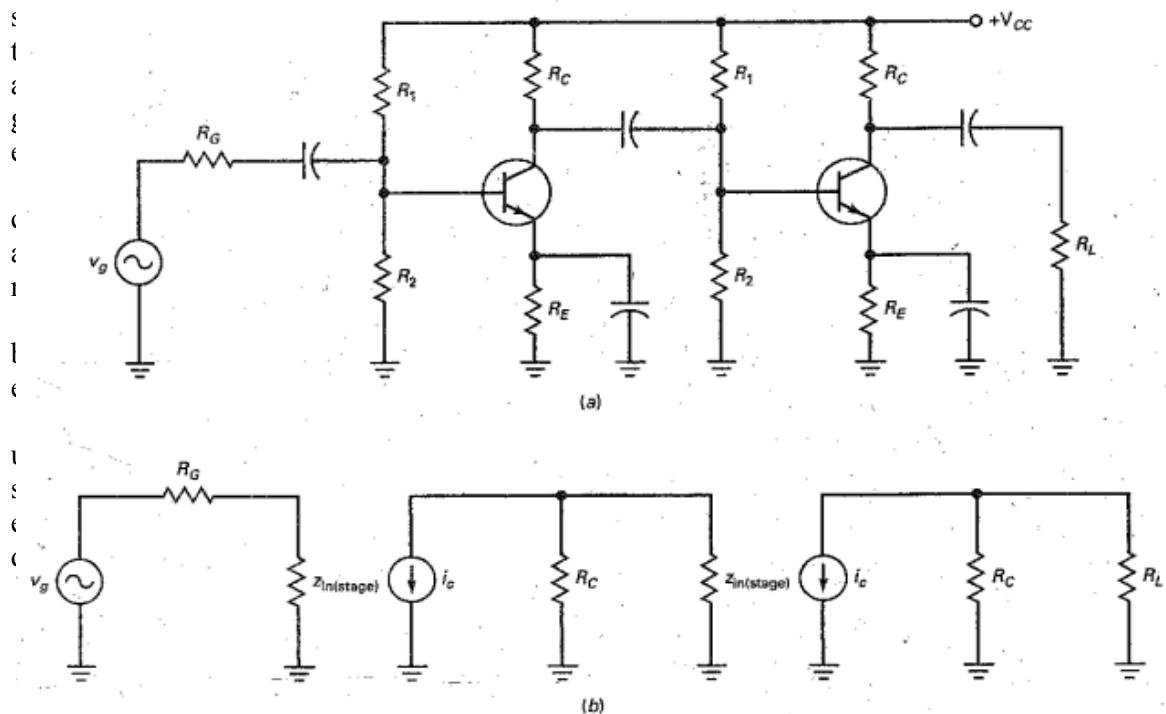 +V_CC
R_C
R_1
R_C
R_1
R_G
v_g
R_2
R_2
R_L
R_E
R_E
(a)
R_G
v_g
z_in(stage)
i_c
R_C
z_in(stage)
i_c
R_C
R_L
(b)